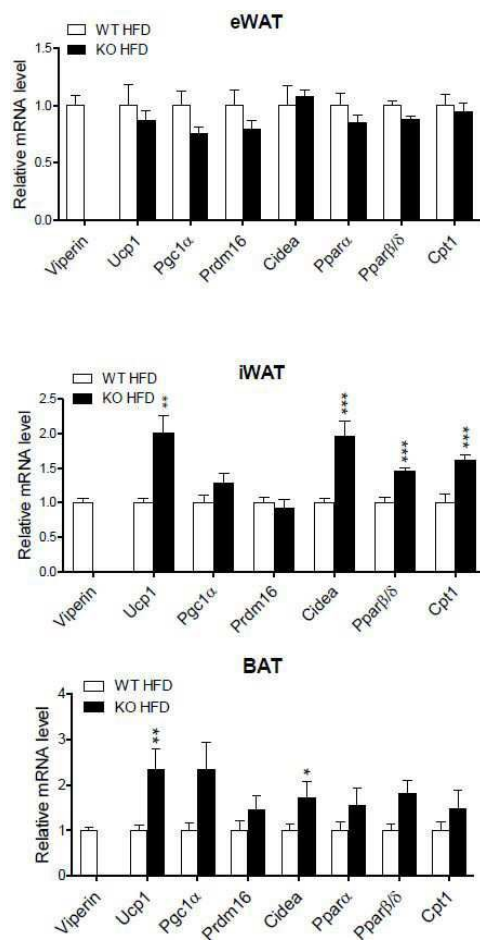 eWAT
WT HFD
KO HFD
Relative mRNA level
1.5
1.0
0.5
0.0
Viperin
Ucp1
Pgc1α
Prdm16
Cidea
Pparα
Pparβ/δ
Cpt1
iWAT
WT HFD
KO HFD
Relative mRNA level
2.5
2.0
1.5
1.0
0.5
0.0
**
***
***
***
Viperin
Ucp1
Pgc1α
Prdm16
Cidea
Pparβ/δ
Cpt1
BAT
WT HFD
KO HFD
Relative mRNA level
4
3
2
1
0
**
*
Viperin
Ucp1
Pgc1α
Prdm16
Cidea
Pparα
Pparβ/δ
Cpt1